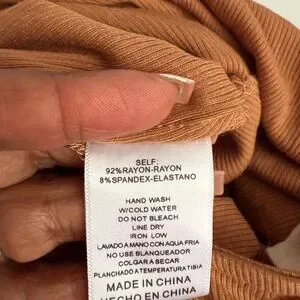 SELF:
92%RAYON-RAYON
8%SPANDEX-ELASTANO
HAND WASH
W/COLD WATER
DO NOT BLEACH
LINE DRY
IRON LOW
LAVADO A MANO CON AQUA FRIA
NO USE BLANQUEADOR
COLGAR A SECAR
PLANCHADO A TEMPERATURA TIBIA
MADE IN CHINA
HECHO EN CHINA